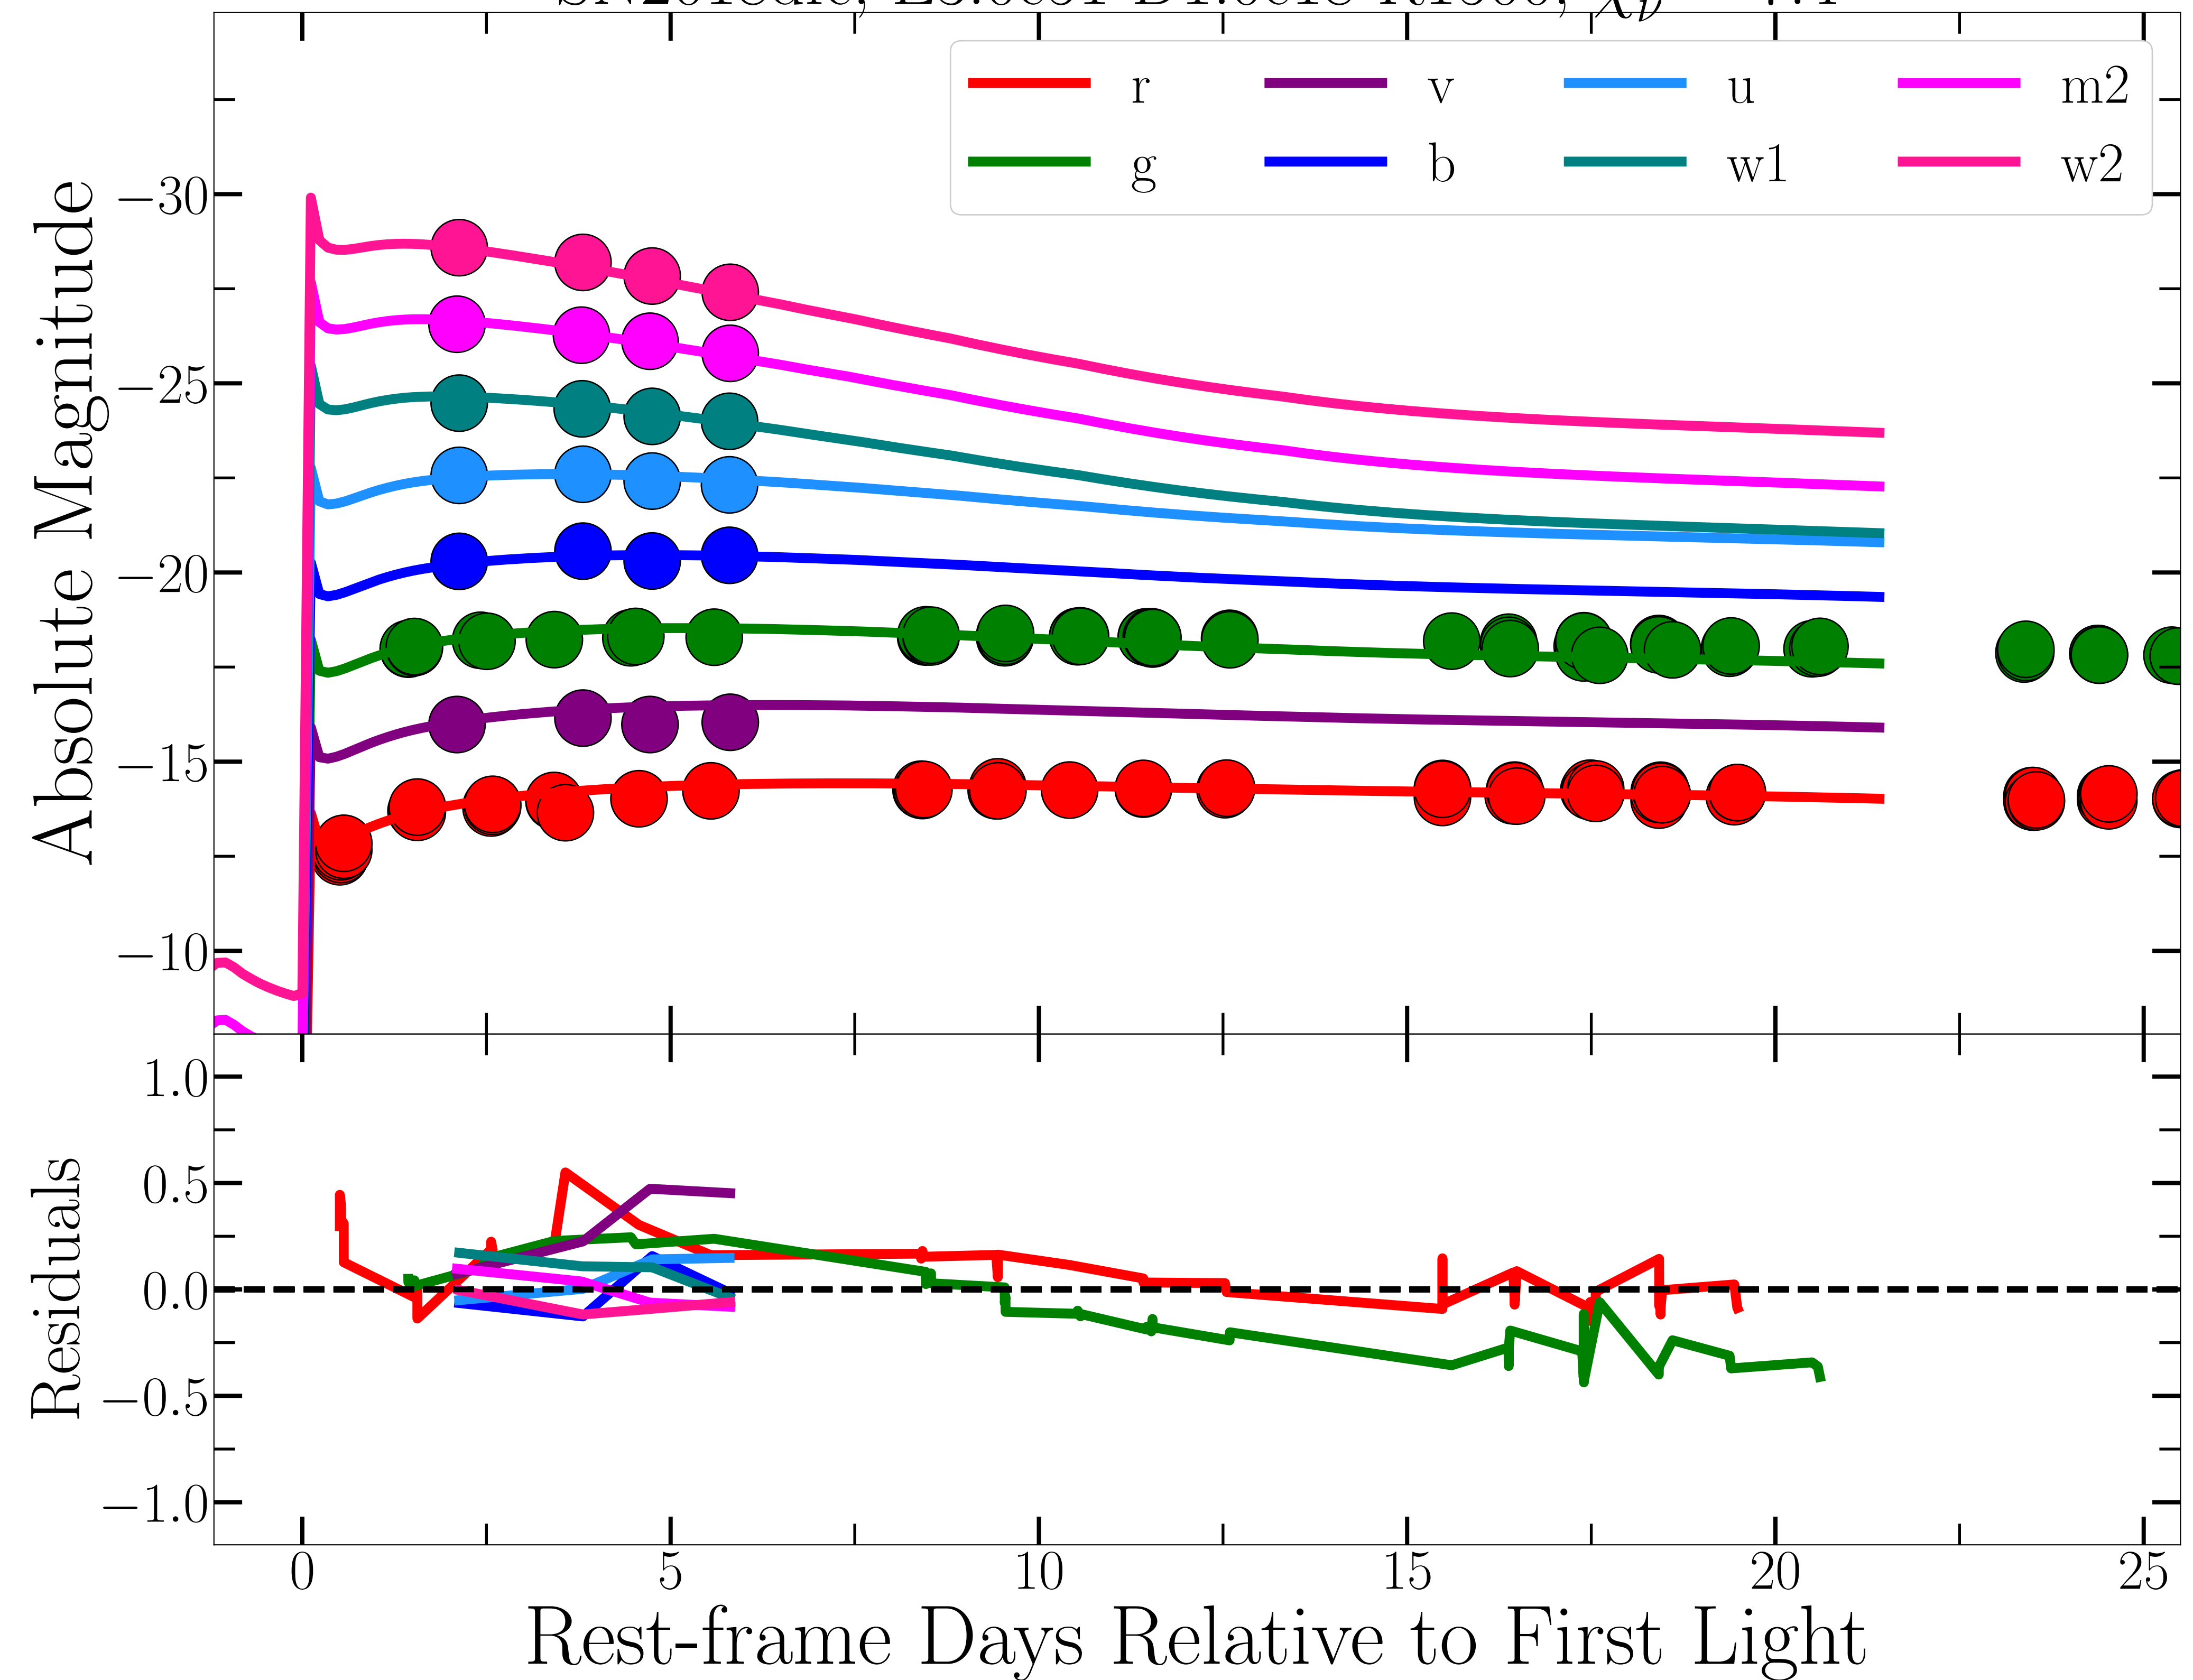 r v u m2
g b w1 w2
Absolute Magnitude
−30
−25
−20
−15
−10
Residuals
1.0
0.5
0.0
−0.5
−1.0
0 5 10 15 20 25
Rest-frame Days Relative to First Light